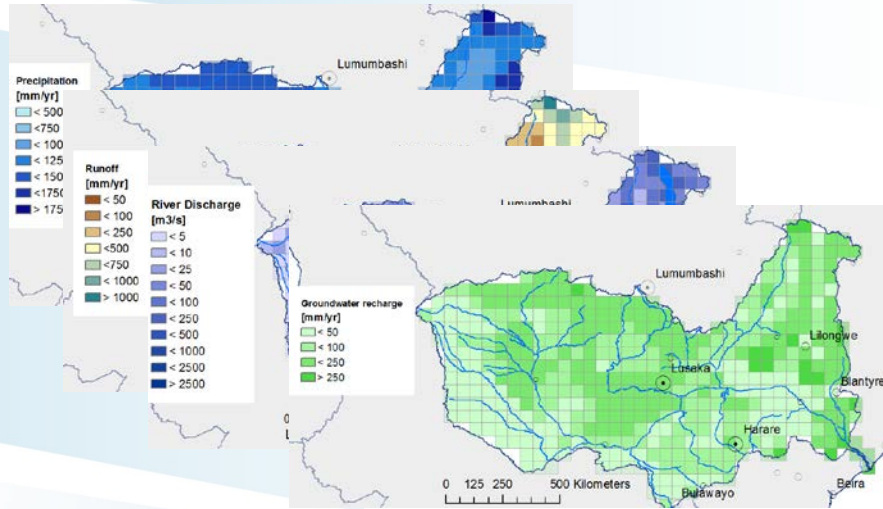 Lumumbashi
Precipitation
[mm/yr]
< 500
<750
< 100
< 125
< 150
<1750
> 175
Runoff
[mm/yr]
< 50
< 100
< 250
<500
<750
< 1000
> 1000
River Discharge
[m3/s]
< 5
< 10
< 25
< 50
< 100
< 250
< 500
< 1000
< 2500
> 2500
Lumumbashi
Groundwater recharge
[mm/yr]
< 50
< 100
< 250
> 250
Lumumbashi
Lilongwe
Lusaka
Blantyre
Harare
0 125 250 500 Kilometers
Bulawayo
Beira